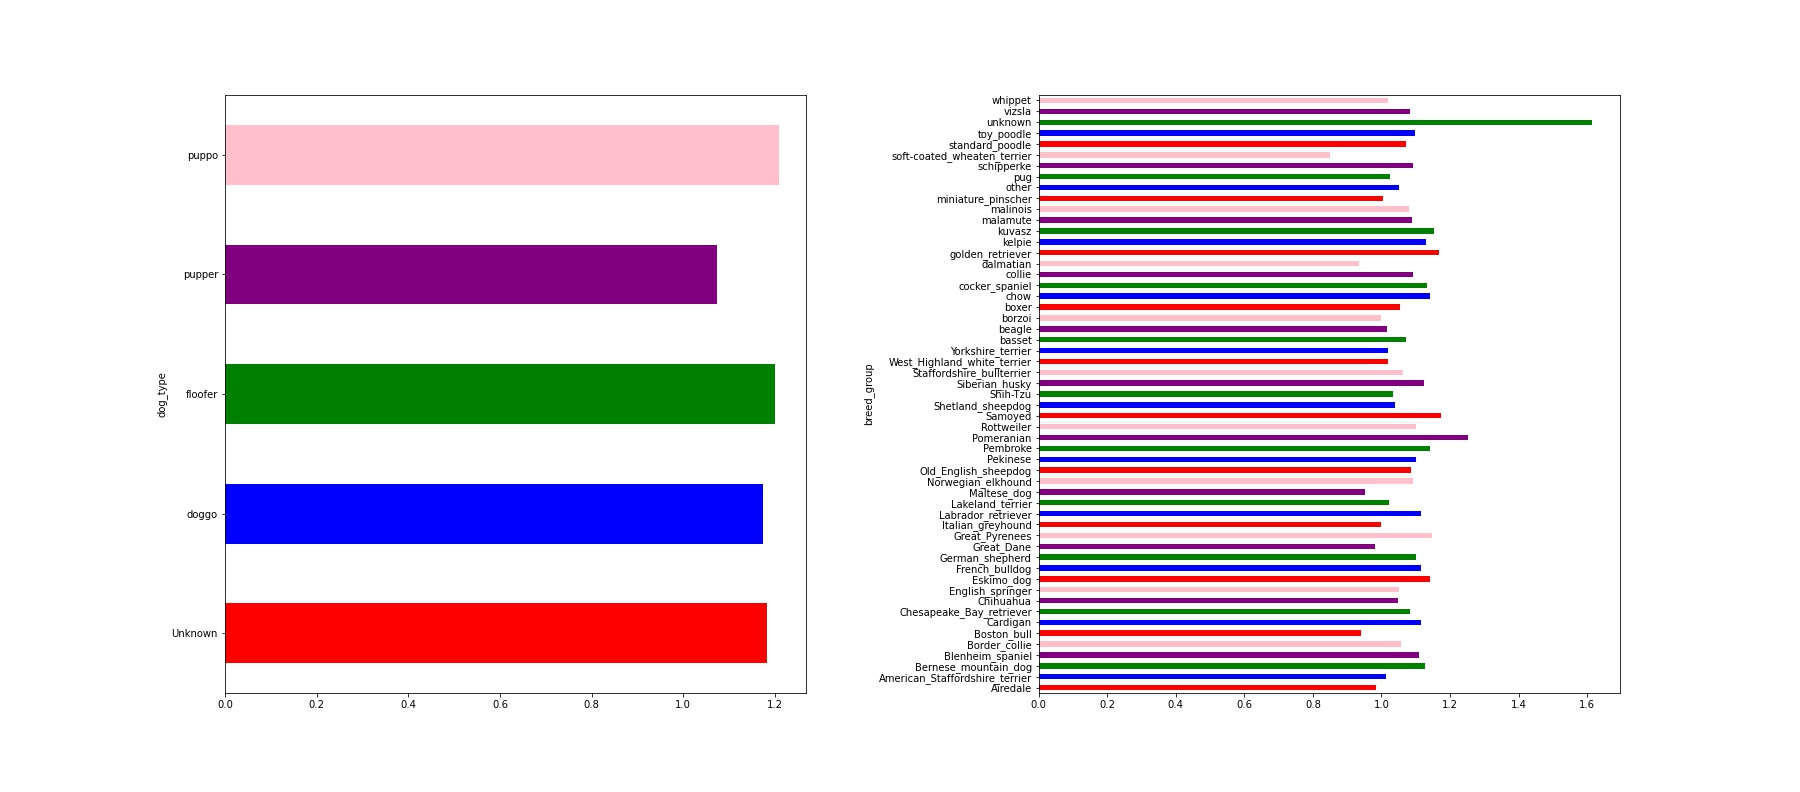 puppo
pupper
floofer
doggo
Unknown
dog_type
0.0 0.2 0.4 0.6 0.8 1.0 1.2
whippet
vizsla
unknown
toy_poodle
standard_poodle
soft-coated_wheaten_terrier
schipperke
pug
other
miniature_pinscher
malinois
malamute
kuvasz
kelpie
golden_retriever
dalmatian
collie
cocker_spaniel
chow
boxer
borzoi
beagle
basset
Yorkshire_terrier
West_Highland_white_terrier
Staffordshire_bullterrier
Siberian_husky
Shih-Tzu
Shetland_sheepdog
Samoyed
Rottweiler
Pomeranian
Pembroke
Pekinese
Old_English_sheepdog
Norwegian_elkhound
Maltese_dog
Lakeland_terrier
Labrador_retriever
Italian_greyhound
Great_Pyrenees
Great_Dane
German_shepherd
French_bulldog
Eskimo_dog
English_springer
Chihuahua
Chesapeake_Bay_retriever
Cardigan
Boston_bull
Border_collie
Blenheim_spaniel
Bernese_mountain_dog
American_Staffordshire_terrier
Airedale
breed_group
0.0 0.2 0.4 0.6 0.8 1.0 1.2 1.4 1.6